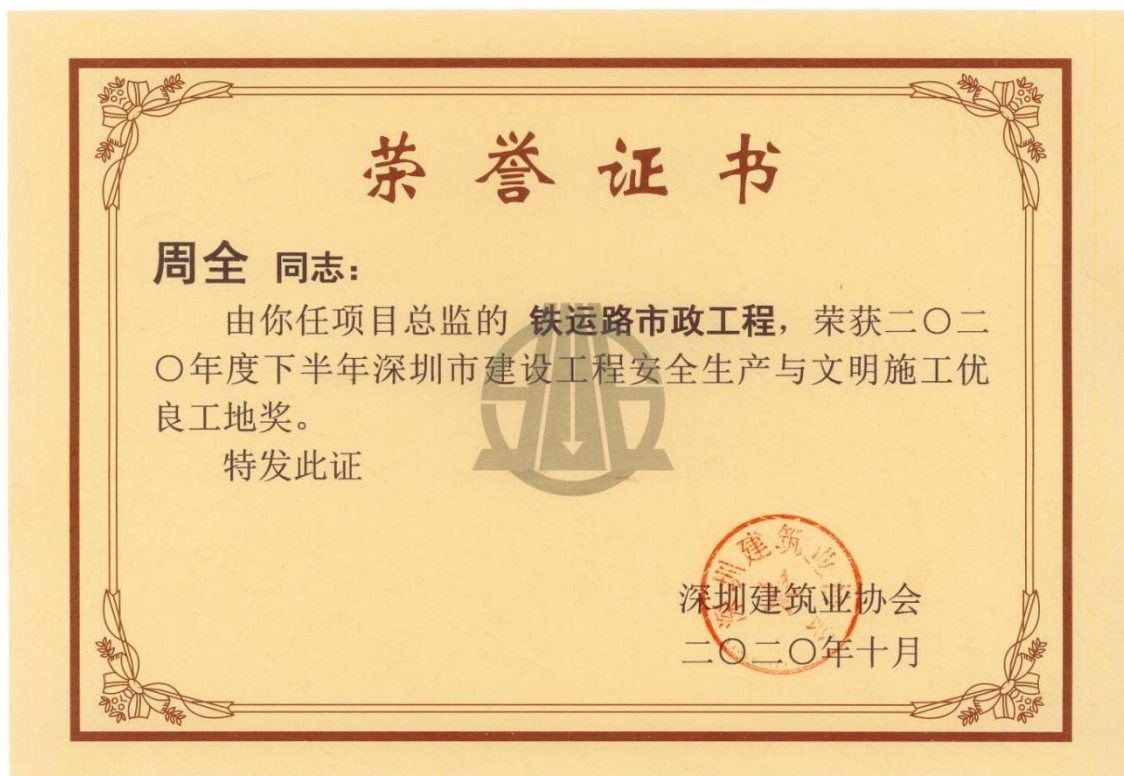 荣誉证书
周全 同志：
由你任项目总监的 铁运路市政工程，荣获二〇二
〇年度下半年深圳市建设工程安全生产与文明施工优
良工地奖。
特发此证
深圳建筑业协会
二〇二〇年十月